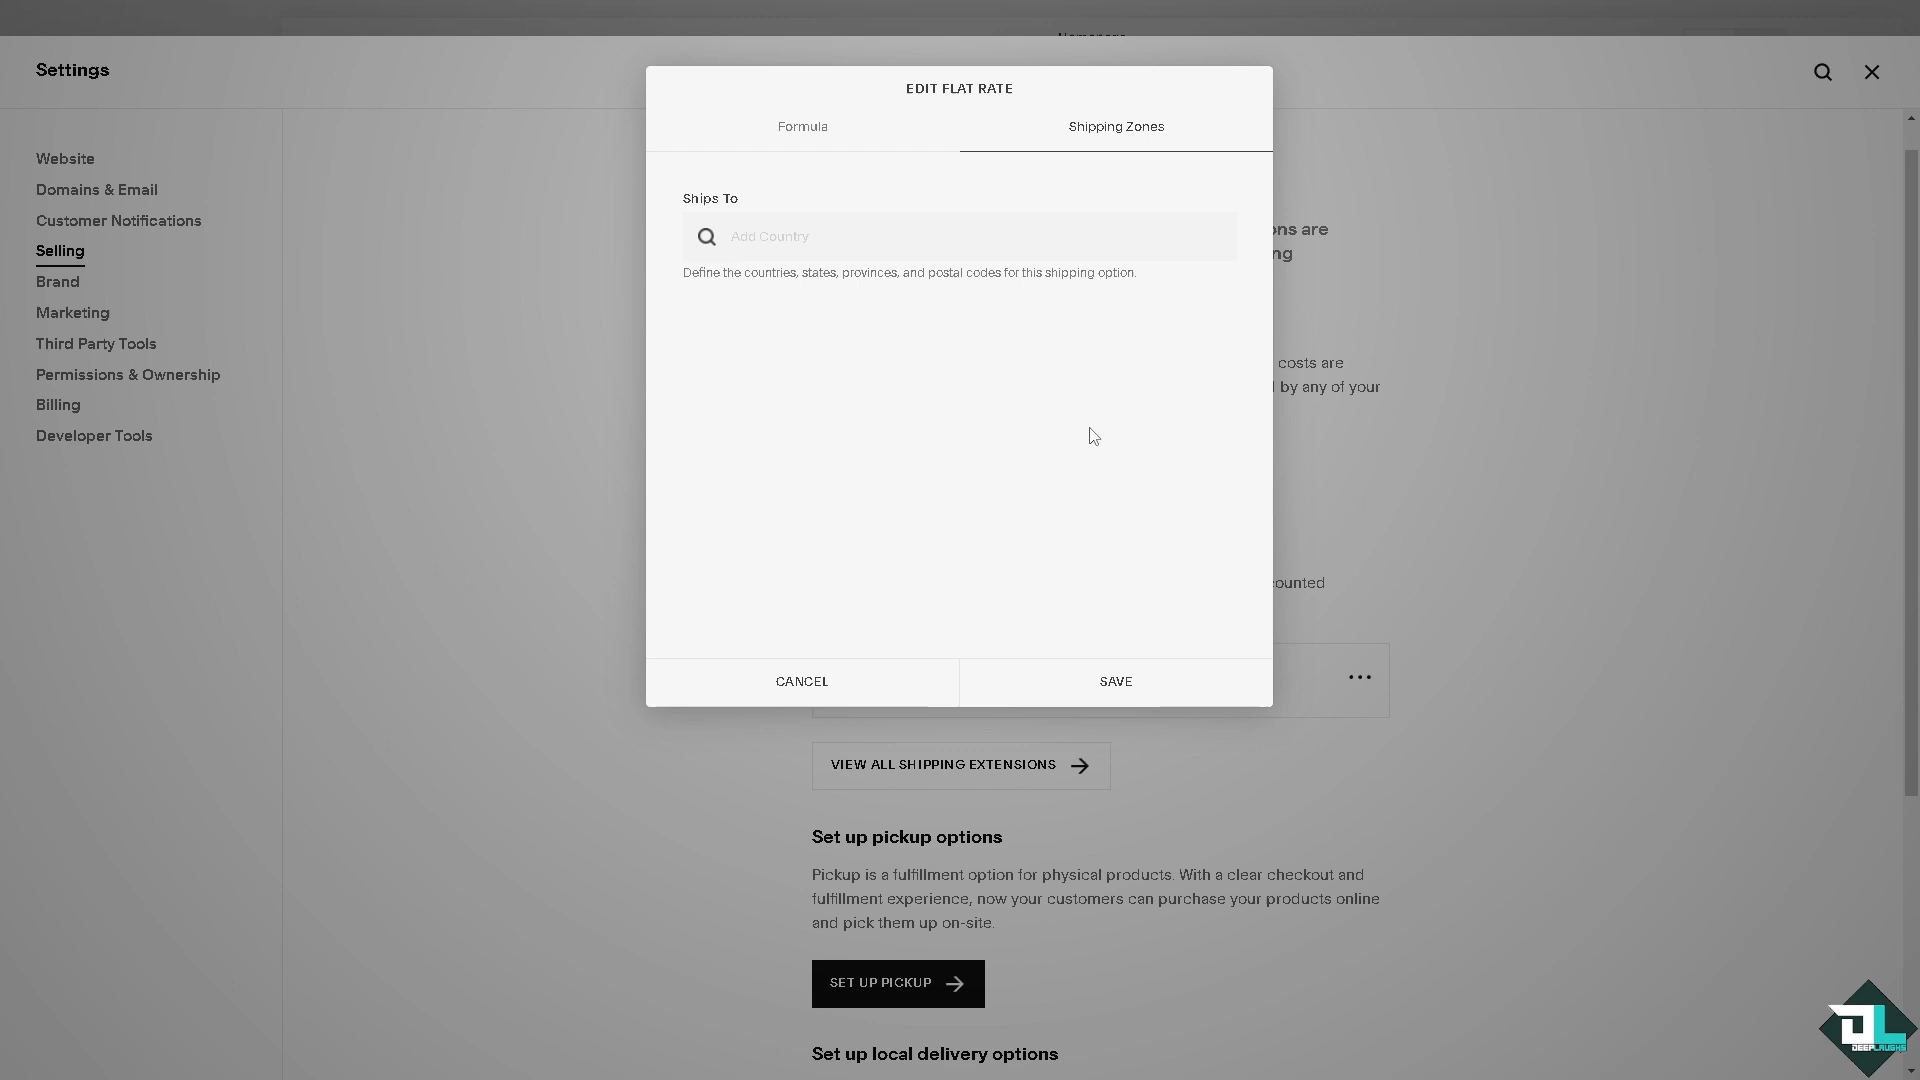 Settings
EDIT FLAT RATE
Formula
Shipping Zones
Website
Domains & Email
Customer Notifications
Selling
Brand
Marketing
Third Party Tools
Permissions & Ownership
Billing
Developer Tools
Ships To
Add Country
Define the countries, states, provinces, and postal codes for this shipping option.
ons are
ng
costs are
by any of your
counted
CANCEL
SAVE
VIEW ALL SHIPPING EXTENSIONS
Set up pickup options
Pickup is a fulfillment option for physical products. With a clear checkout and
fulfillment experience, now your customers can purchase your products online
and pick them up on-site.
SET UP PICKUP
Set up local delivery options
DL
DEEPLAUGHS